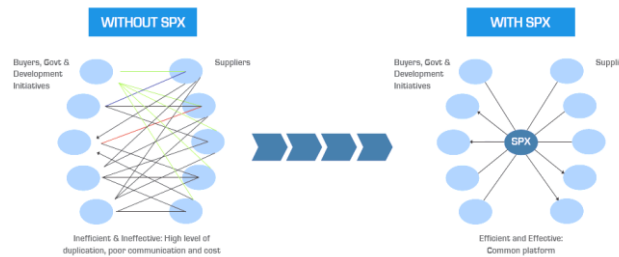 WITHOUT SPX
WITH SPX
Buyers, Govt &
Development
Initiatives
Suppliers
Buyers, Govt &
Development
Initiatives
Suppli
SPX
Inefficient & Ineffective: High level of
duplication, poor communication and cost
Efficient and Effective:
Common platform